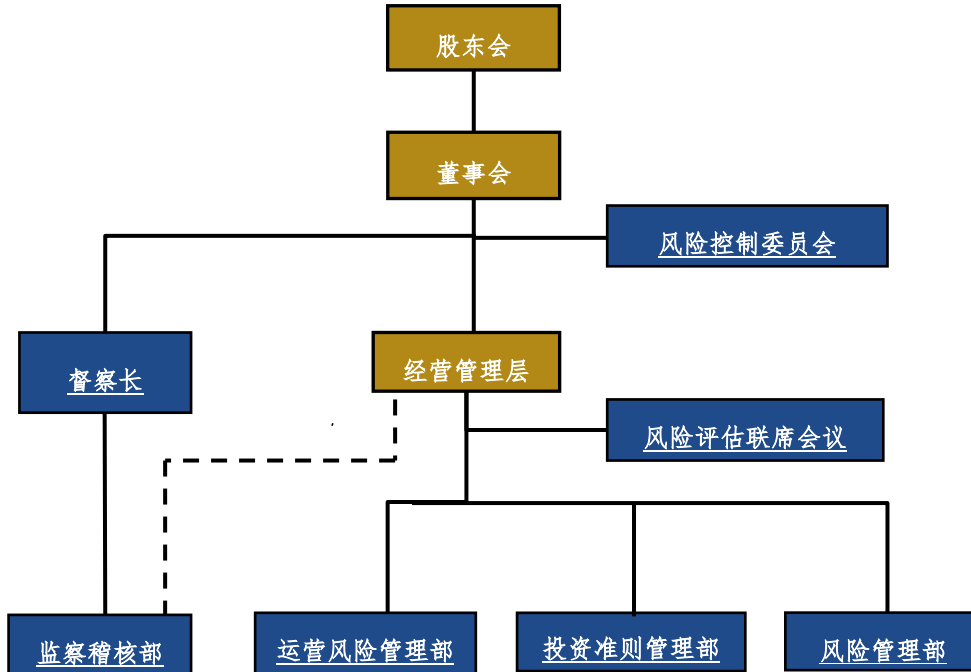 股东会
董事会
风险控制委员会
督察长
经营管理层
风险评估联席会议
监察稽核部
运营风险管理部
投资准则管理部
风险管理部